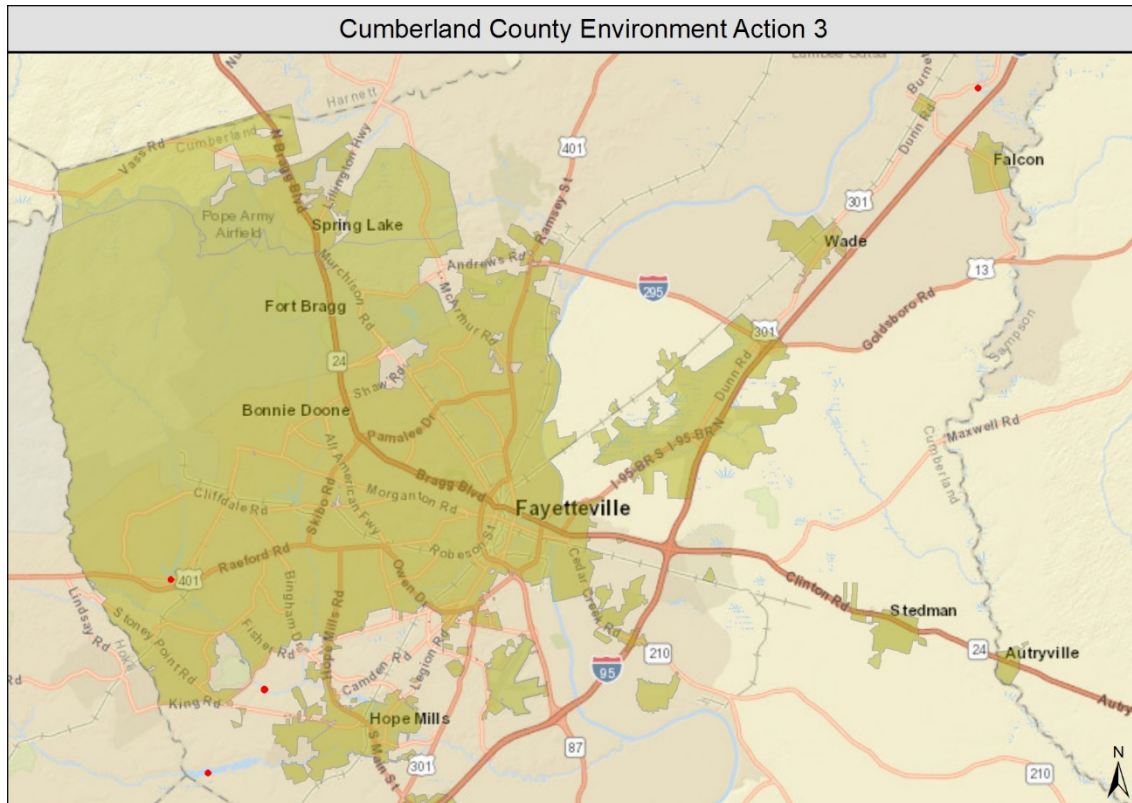 Cumberland County Environment Action 3
Harnett
Cumberland
Vass Rd
N Bragg Blvd
Lillington Hwy
401
Ramsey St
Dunn Rd
Falcon
301
Pope Army
Airfield
Spring Lake
Wade
Andrews Rd
Murchison Rd
McArthur Rd
13
295
Goldsboro Rd
Fort Bragg
301
Sampson
24
Dunn Rd
Shaw Rd
Bonnie Doone
Pamalee Dr
Maxwell Rd
All American Fwy
I-95-BR S
I-95-BR N
Cumberland
Skibo Rd
Bragg Blvd
Cliffdale Rd
Morganton Rd
Fayetteville
Raeford Rd
Robeson St
401
Owen Dr
Cedar Creek Rd
Clinton Rd
Lindsay Rd
Bingham Dr
Hope Mills Rd
Stedman
Stoney Point Rd
Fisher Rd
Hoke
Camden Rd
Legion Rd
210
24
Autryville
95
Rd
King Rd
Autry
Hope Mills
S Main St
301
87
210
N